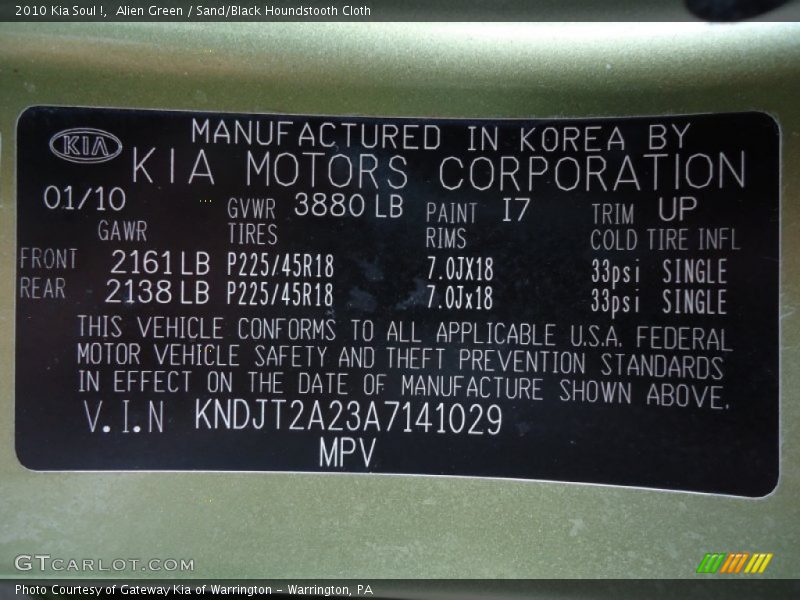 2010 Kia Soul !,  Alien Green / Sand/Black Houndstooth Cloth
KIA
MANUFACTURED IN KOREA BY
KIA MOTORS CORPORATION
01/10 GVWR 3880 LB PAINT I7 TRIM UP
GAWR TIRES RIMS COLD TIRE INFL
FRONT 2161 LB P225/45R18 7.0JX18 33psi SINGLE
REAR 2138 LB P225/45R18 7.0Jx18 33psi SINGLE
THIS VEHICLE CONFORMS TO ALL APPLICABLE U.S.A. FEDERAL
MOTOR VEHICLE SAFETY AND THEFT PREVENTION STANDARDS
IN EFFECT ON THE DATE OF MANUFACTURE SHOWN ABOVE.
V.I.N KNDJT2A23A7141029
MPV
GTCARLOT.COM
Photo Courtesy of Gateway Kia of Warrington - Warrington, PA